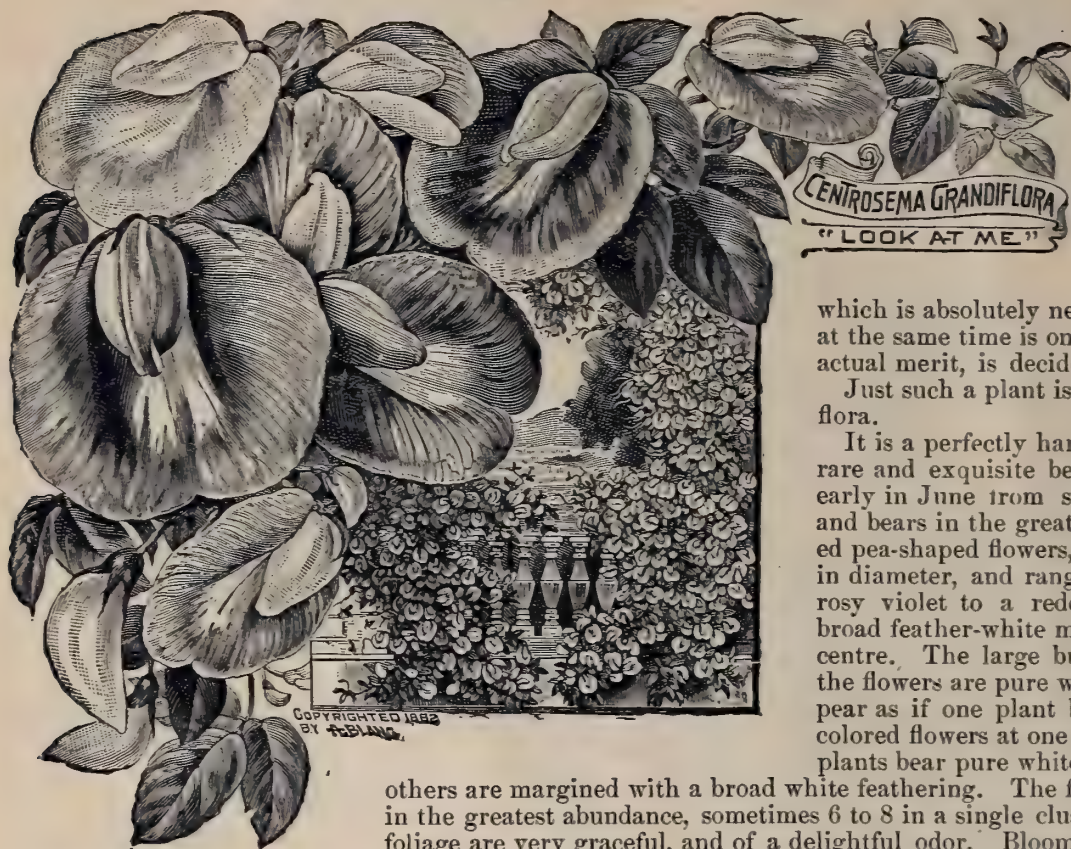 CENTROSEMA GRANDIFLORA
"LOOK AT ME"
which is absolutely ne
at the same time is on
actual merit, is decid
Just such a plant is
flora.
It is a perfectly har
rare and exquisite be
early in June from s
and bears in the great
ed pea-shaped flowers,
in diameter, and rang
rosy violet to a red
broad feather-white m
centre. The large bu
the flowers are pure w
pear as if one plant
colored flowers at one
plants bear pure white
COPYRIGHTED
BY A. BLANC.
others are margined with a broad white feathering. The f
in the greatest abundance, sometimes 6 to 8 in a single clus
foliage are very graceful, and of a delightful odor. Bloom